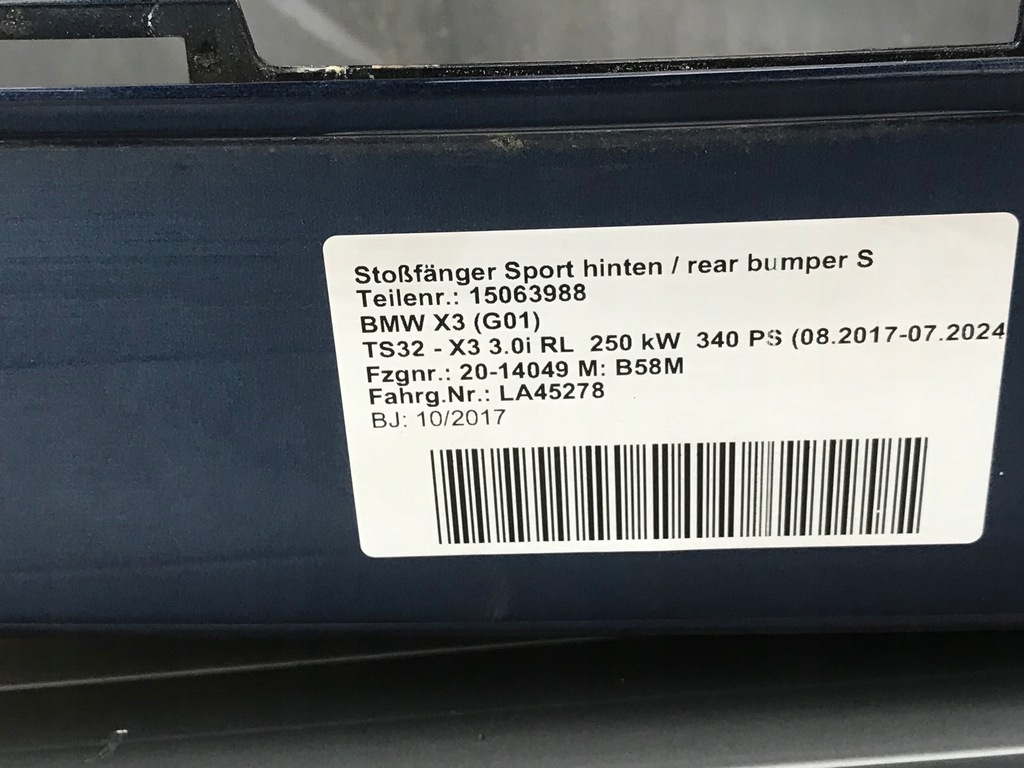 Stoßfänger Sport hinten / rear bumper S
Teilenr.: 15063988
BMW X3 (G01)
TS32 - X3 3.0i RL 250 kW 340 PS (08.2017-07.2024
Fzgnr.: 20-14049 M: B58M
Fahrg.Nr.: LA45278
BJ: 10/2017